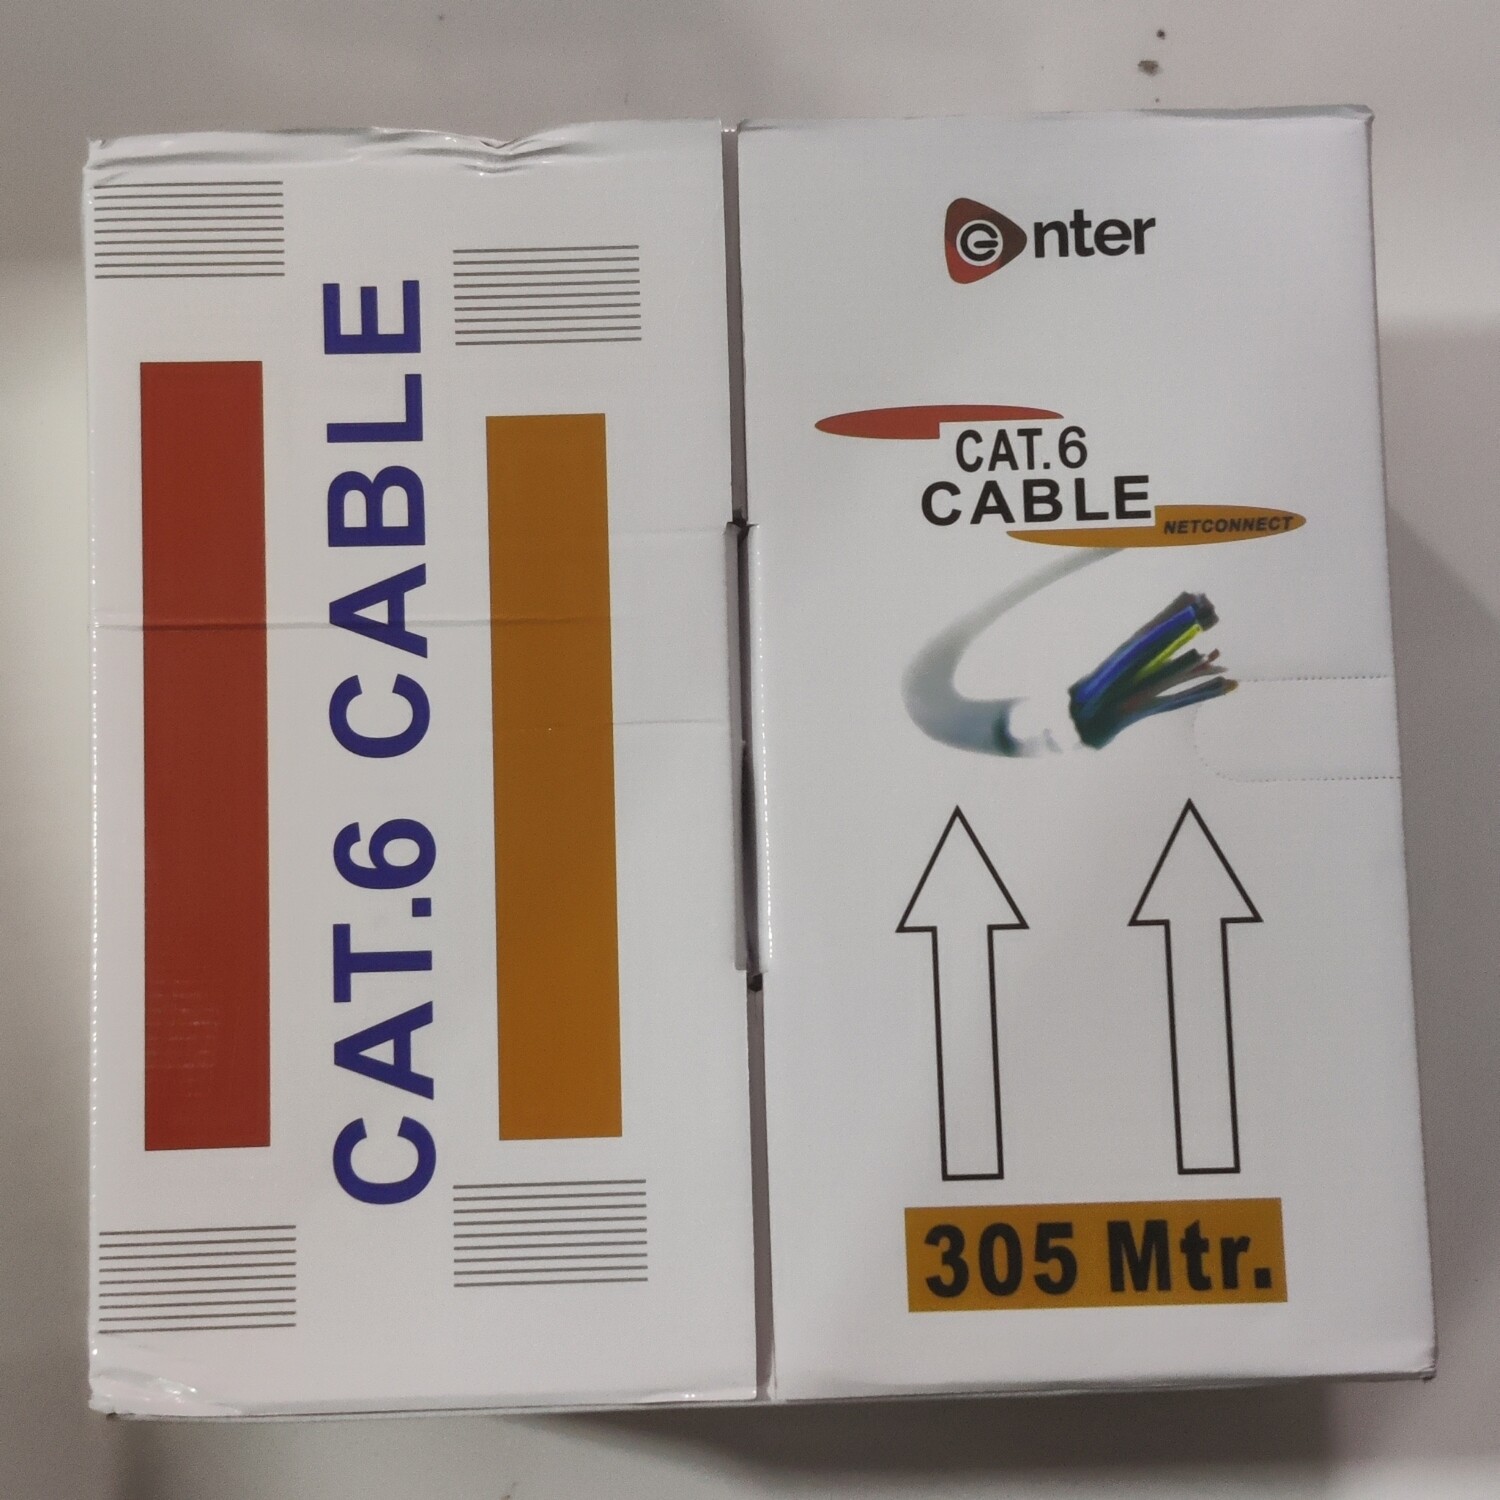 CAT.6 CABLE
enter
CAT.6
CABLE
NETCONNECT
305 Mtr.